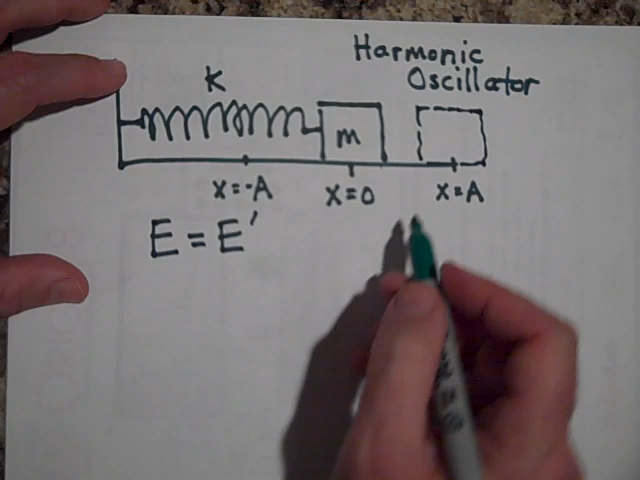 Harmonic
Oscillator
K
m
x=-A x=0 x=A
E = E'